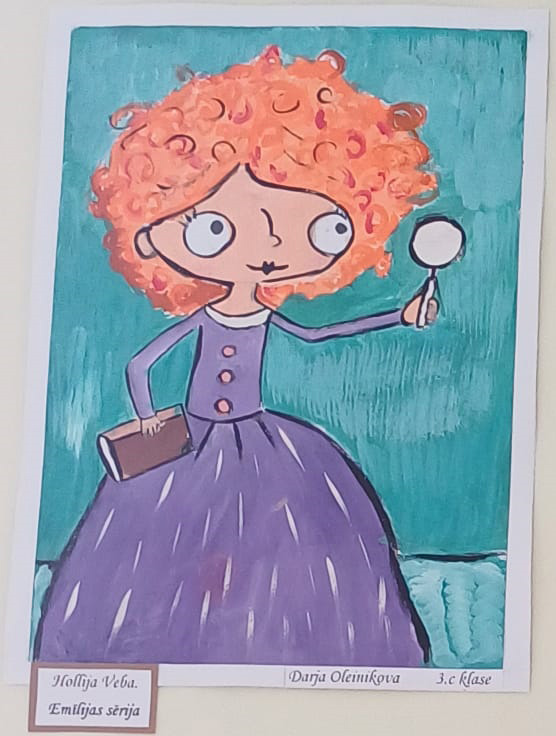 Hollija Veba.
Emīlijas sērija
Darja Oleinikova 3.c klase